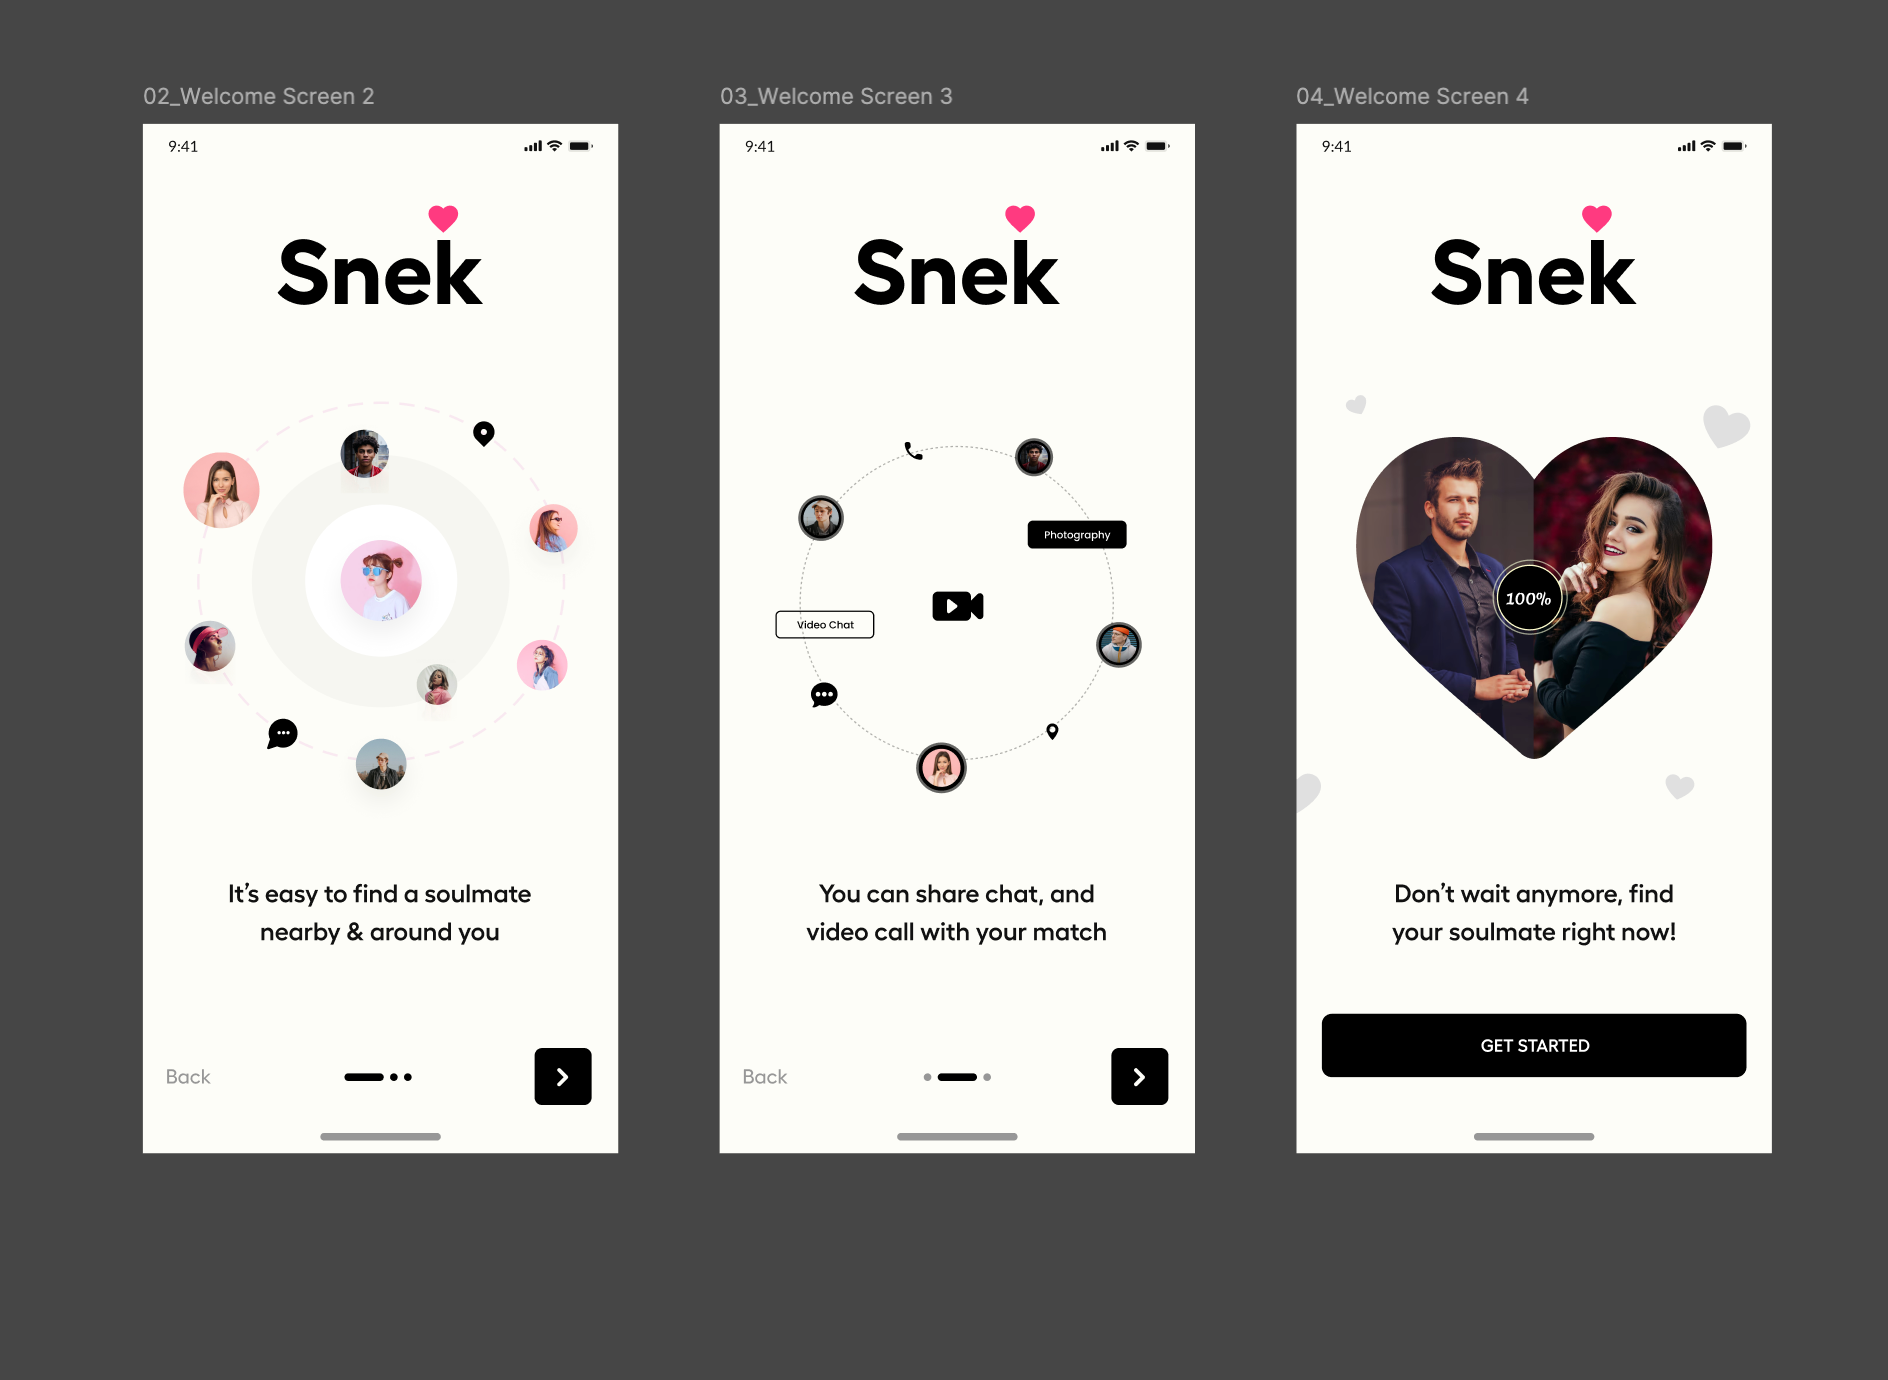 02_Welcome Screen 2
9:41
Snek
It’s easy to find a soulmate
nearby & around you
Back
03_Welcome Screen 3
9:41
Snek
Photography
Video Chat
You can share chat, and
video call with your match
Back
04_Welcome Screen 4
9:41
Snek
100%
Don’t wait anymore, find
your soulmate right now!
GET STARTED